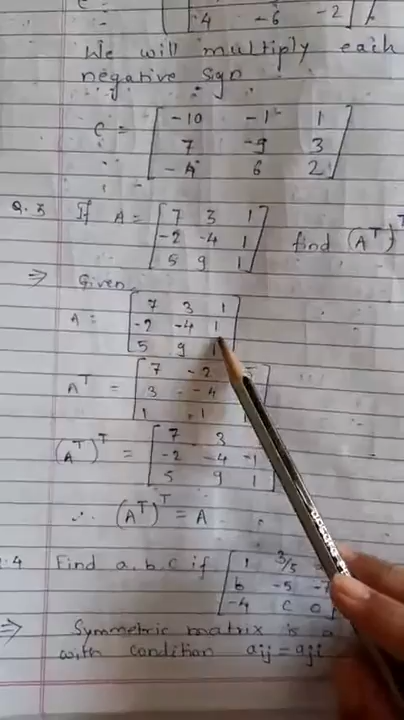 4 -6 -2
We will multiply each
negative sign
∴ C = [ -10 -1 1
7 -9 3
-4 6 2 ]
Q.3 If A = [ 7 3 1
-2 -4 1
5 9 1 ] find (A^T)^T
⇒ Given,
A = [ 7 3 1
-2 -4 1
5 9 1 ]
A^T = [ 7 -2
3 -4
1 1 1 ]
(A^T)^T = [ 7 3
-2 -4 -1
5 9 1 ]
∴ (A^T)^T = A
.4 Find a, b, c if [ 1 3/5
b -5 -7
-4 c 0 ]
⇒ Symmetric matrix is a
with condition aij = aji